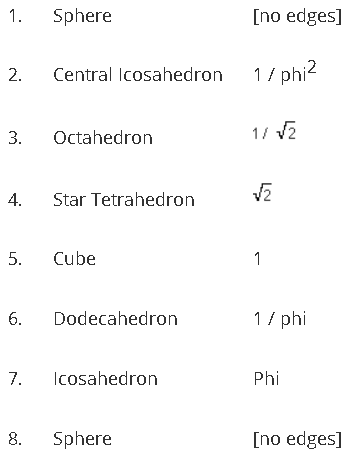 1. Sphere [no edges]
2. Central Icosahedron 1 / phi²
3. Octahedron 1 / √2
4. Star Tetrahedron √2
5. Cube 1
6. Dodecahedron 1 / phi
7. Icosahedron Phi
8. Sphere [no edges]